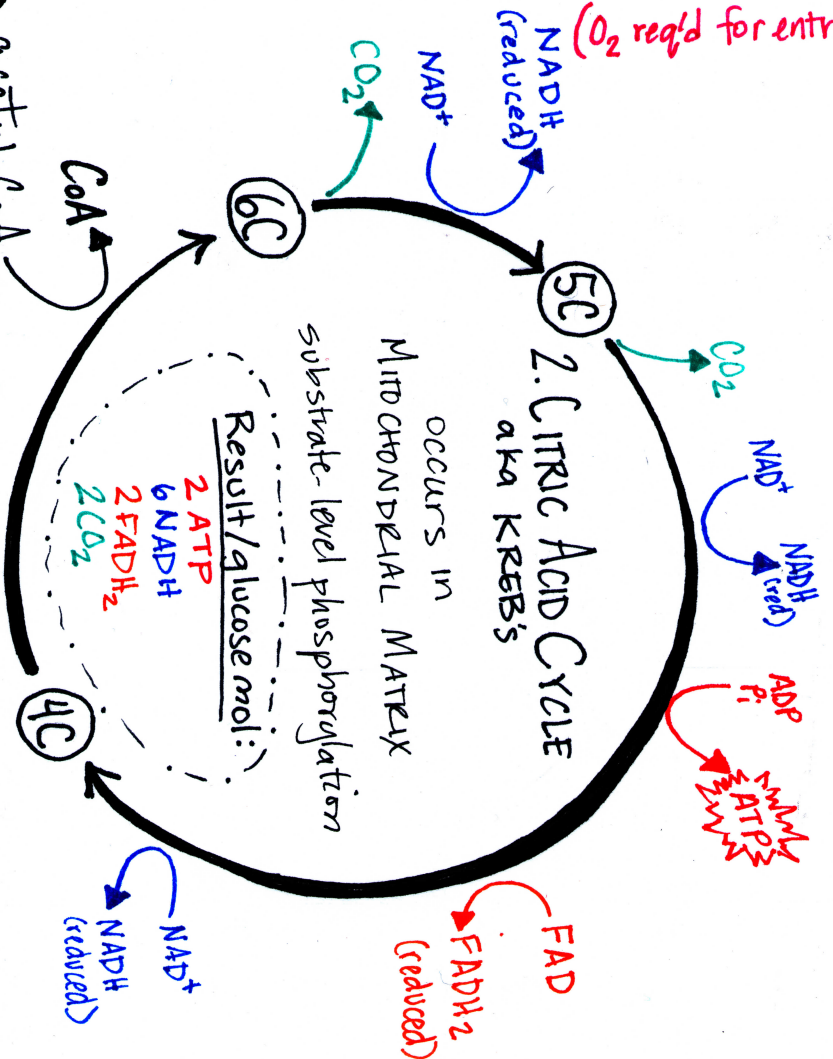 (O₂ req'd for entr
NADH
(reduced)
NAD⁺
CO₂
6C
5C
CO₂
NAD⁺
NADH
(red)
ADP
Pi
ATP
FAD
FADH₂
(reduced)
NAD⁺
NADH
(reduced)
4C
acetyl CoA
CoA
2. CITRIC ACID CYCLE
aka KREB's
occurs in
MITOCHONDRIAL MATRIX
substrate-level phosphorylation
Result/glucose mol:
2 ATP
6 NADH
2 FADH₂
2 CO₂